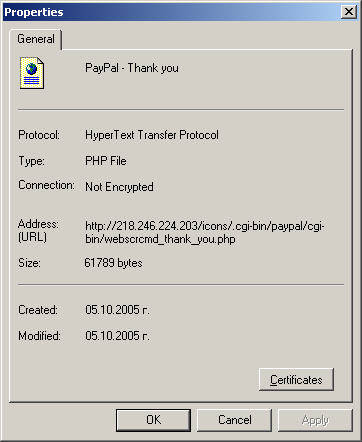 Properties
General
PayPal - Thank you
Protocol: HyperText Transfer Protocol
Type: PHP File
Connection: Not Encrypted
Address: http://218.246.224.203/icons/.cgi-bin/paypal/cgi-
(URL) bin/webscrcmd_thank_you.php
Size: 61789 bytes
Created: 05.10.2005 г.
Modified: 05.10.2005 г.
Certificates
OK Cancel Apply